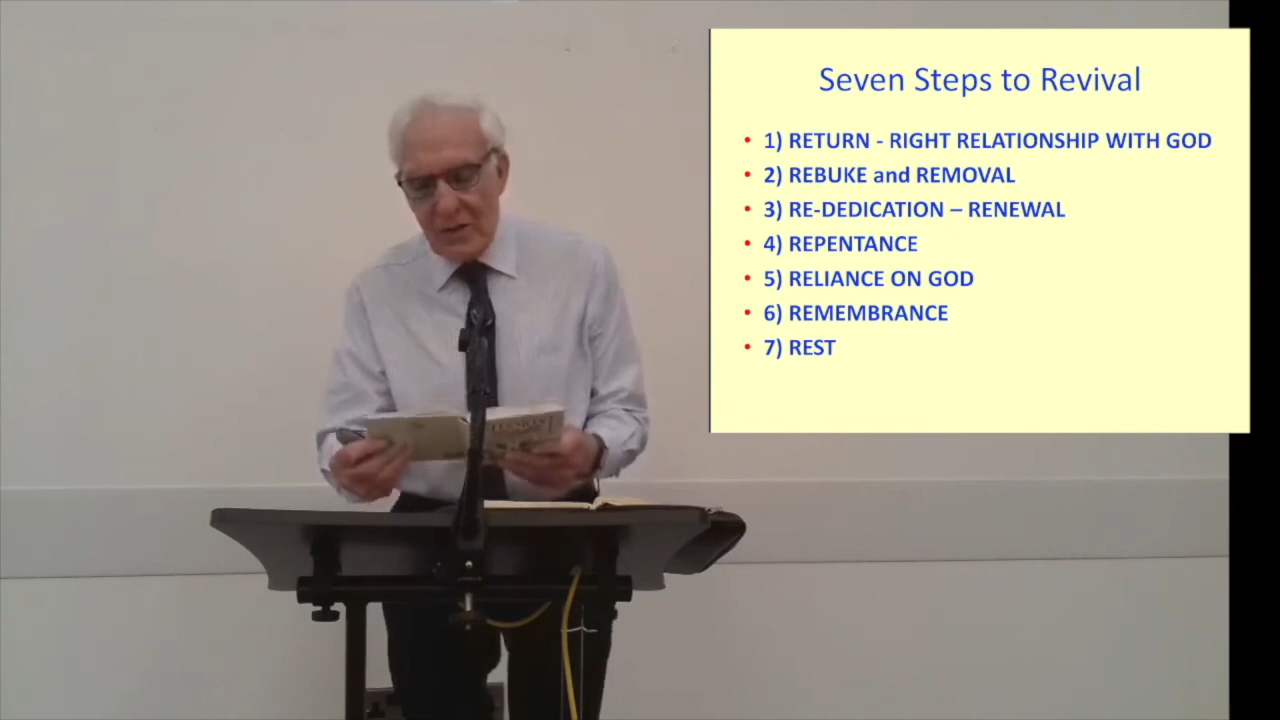 Seven Steps to Revival
• 1) RETURN - RIGHT RELATIONSHIP WITH GOD
• 2) REBUKE and REMOVAL
• 3) RE-DEDICATION – RENEWAL
• 4) REPENTANCE
• 5) RELIANCE ON GOD
• 6) REMEMBRANCE
• 7) REST